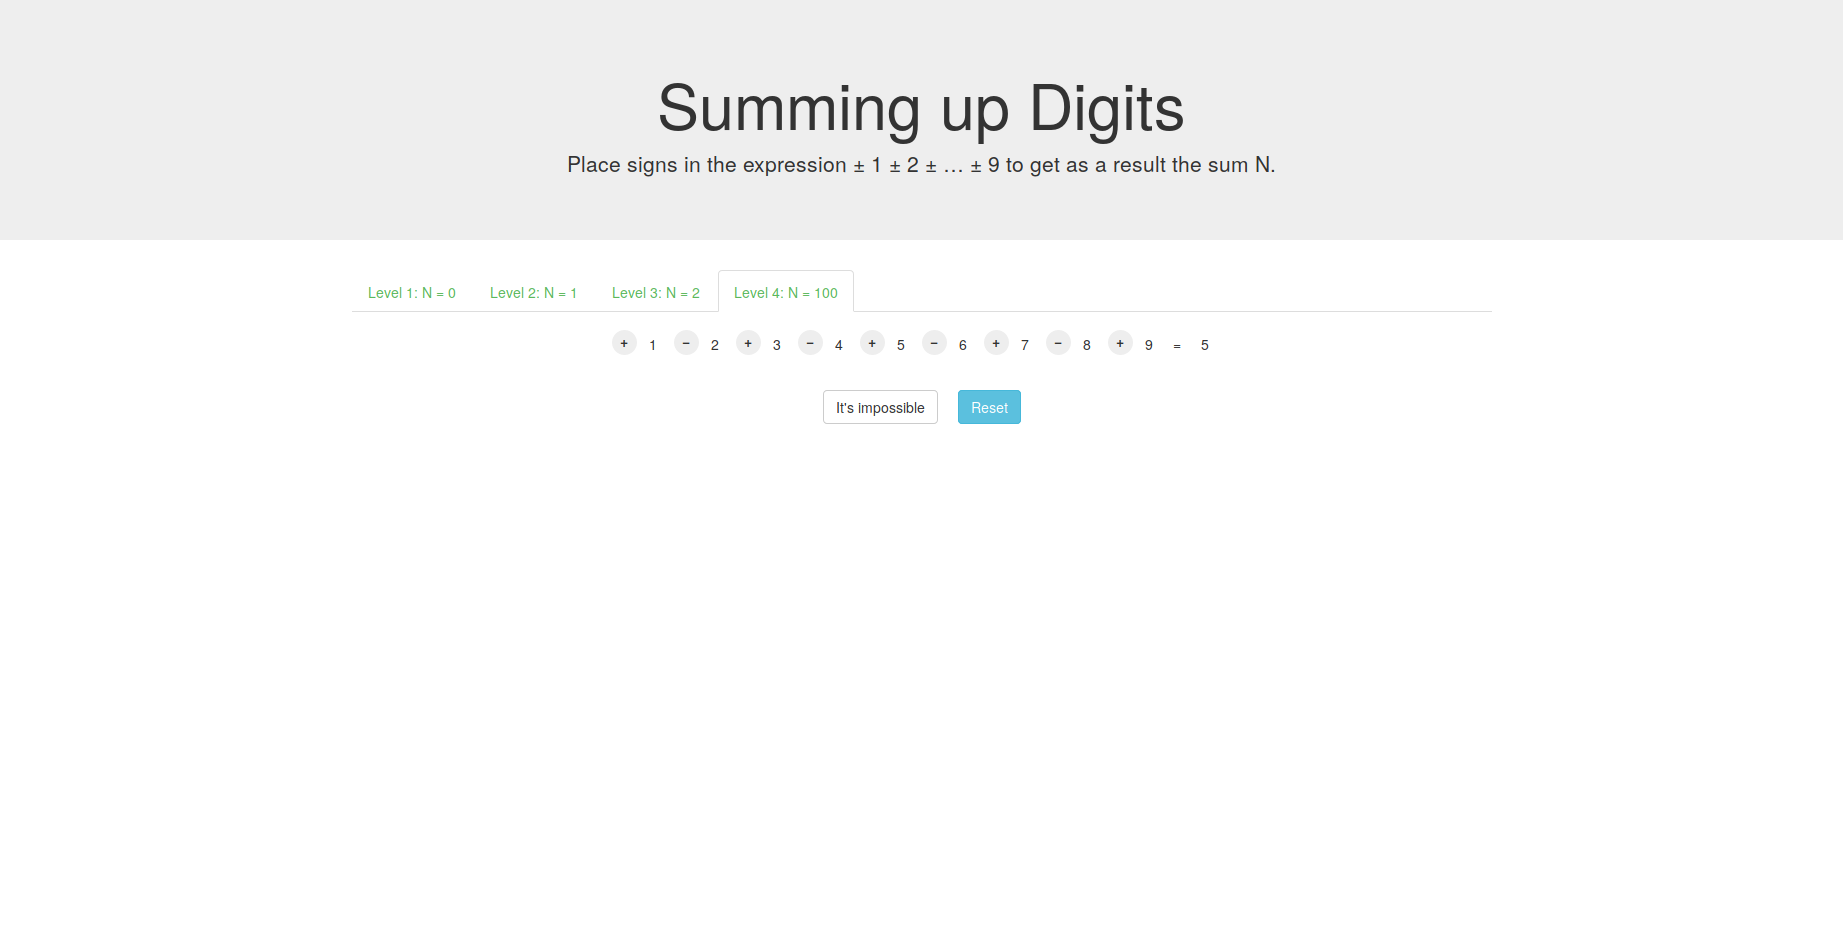 Summing up Digits
Place signs in the expression ± 1 ± 2 ± … ± 9 to get as a result the sum N.
Level 1: N = 0 Level 2: N = 1 Level 3: N = 2 Level 4: N = 100
+ 1 − 2 + 3 − 4 + 5 − 6 + 7 − 8 + 9 = 5
It's impossible Reset